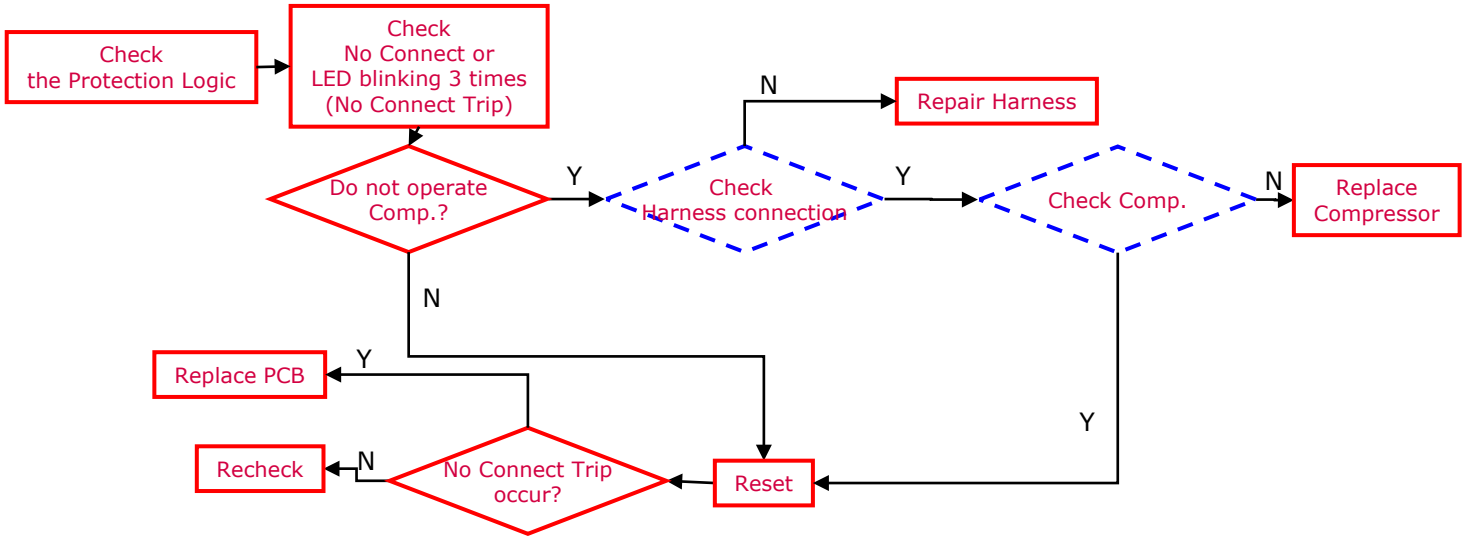 Check
the Protection Logic
Check
No Connect or
LED blinking 3 times
(No Connect Trip)
N
Repair Harness
Do not operate
Comp.?
Y
Check
Harness connection
Y
Check Comp.
N
Replace
Compressor
N
Y
Replace PCB
Y
Recheck
N
No Connect Trip
occur?
Reset